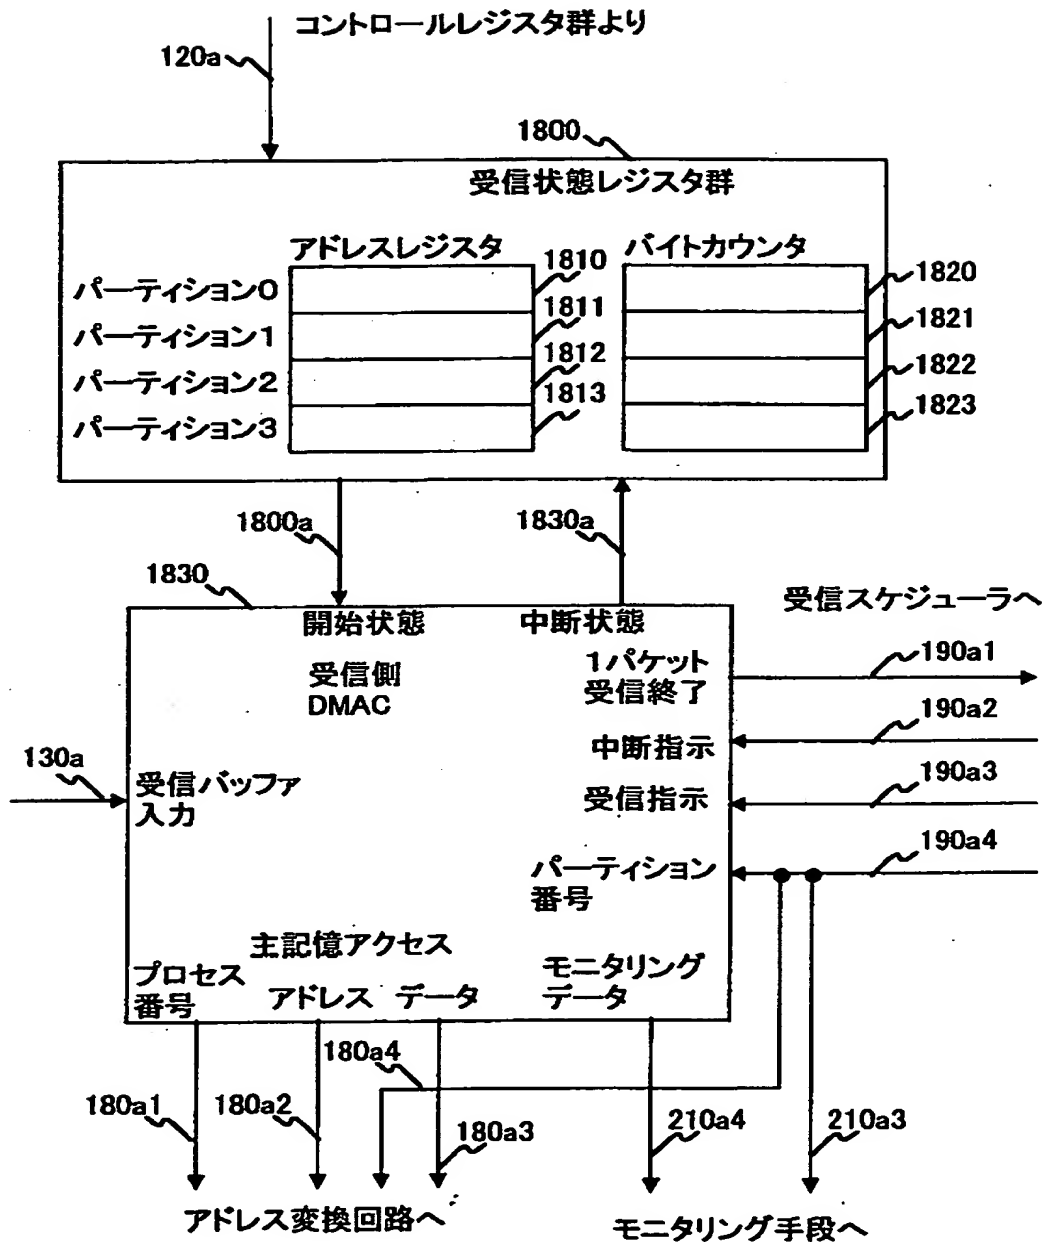 コントロールレジスタ群より
120a
1800
受信状態レジスタ群
アドレスレジスタ
バイトカウンタ
パーティション0
1810
1820
パーティション1
1811
1821
パーティション2
1812
1822
パーティション3
1813
1823
1800a
1830a
1830
開始状態
中断状態
受信スケジューラへ
受信側
DMAC
1パケット
受信終了
190a1
中断指示
190a2
130a
受信バッファ
入力
受信指示
190a3
パーティション
番号
190a4
主記憶アクセス
プロセス
番号
アドレス
データ
モニタリング
データ
180a4
180a1
180a2
180a3
210a4
210a3
アドレス変換回路へ
モニタリング手段へ